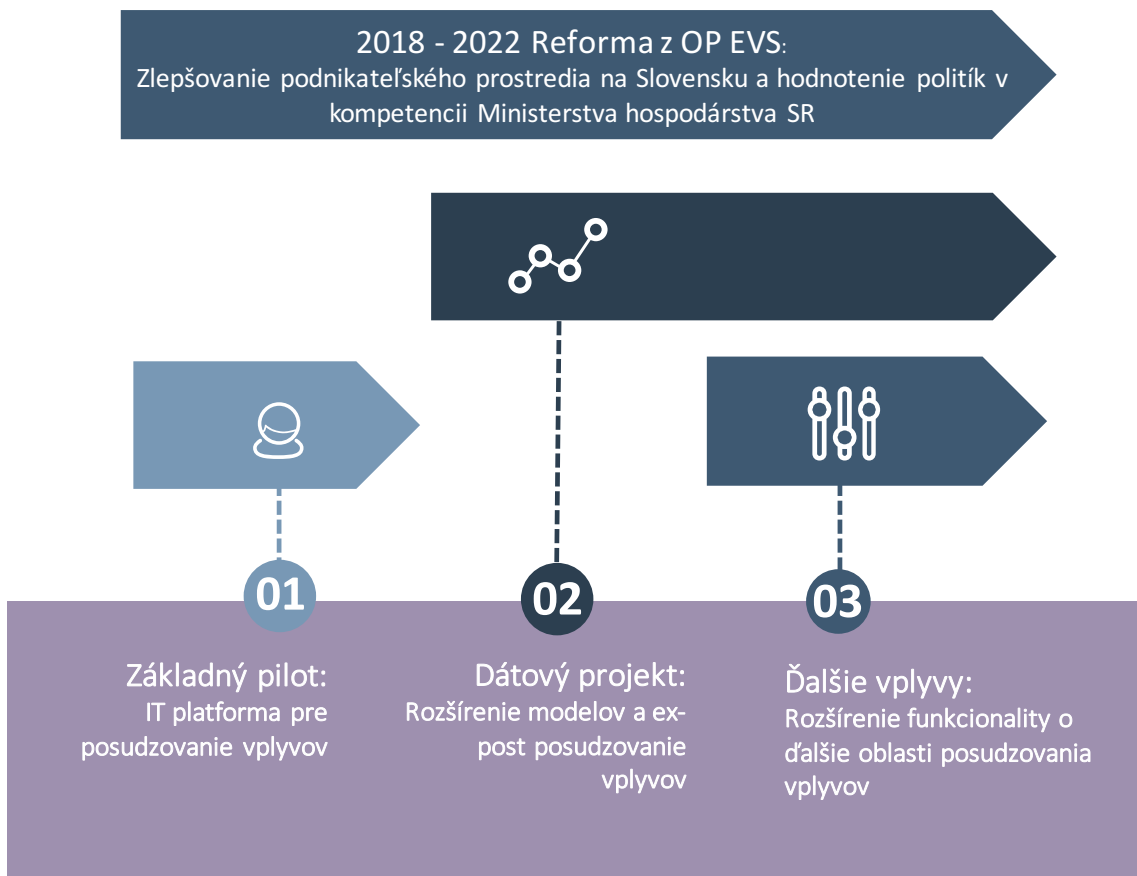 2018 - 2022 Reforma z OP EVS:
Zlepšovanie podnikateľského prostredia na Slovensku a hodnotenie politík v
kompetencii Ministerstva hospodárstva SR
01
Základný pilot:
IT platforma pre
posudzovanie vplyvov
02
Dátový projekt:
Rozšírenie modelov a ex-
post posudzovanie
vplyvov
03
Ďalšie vplyvy:
Rozšírenie funkcionality o
ďalšie oblasti posudzovania
vplyvov